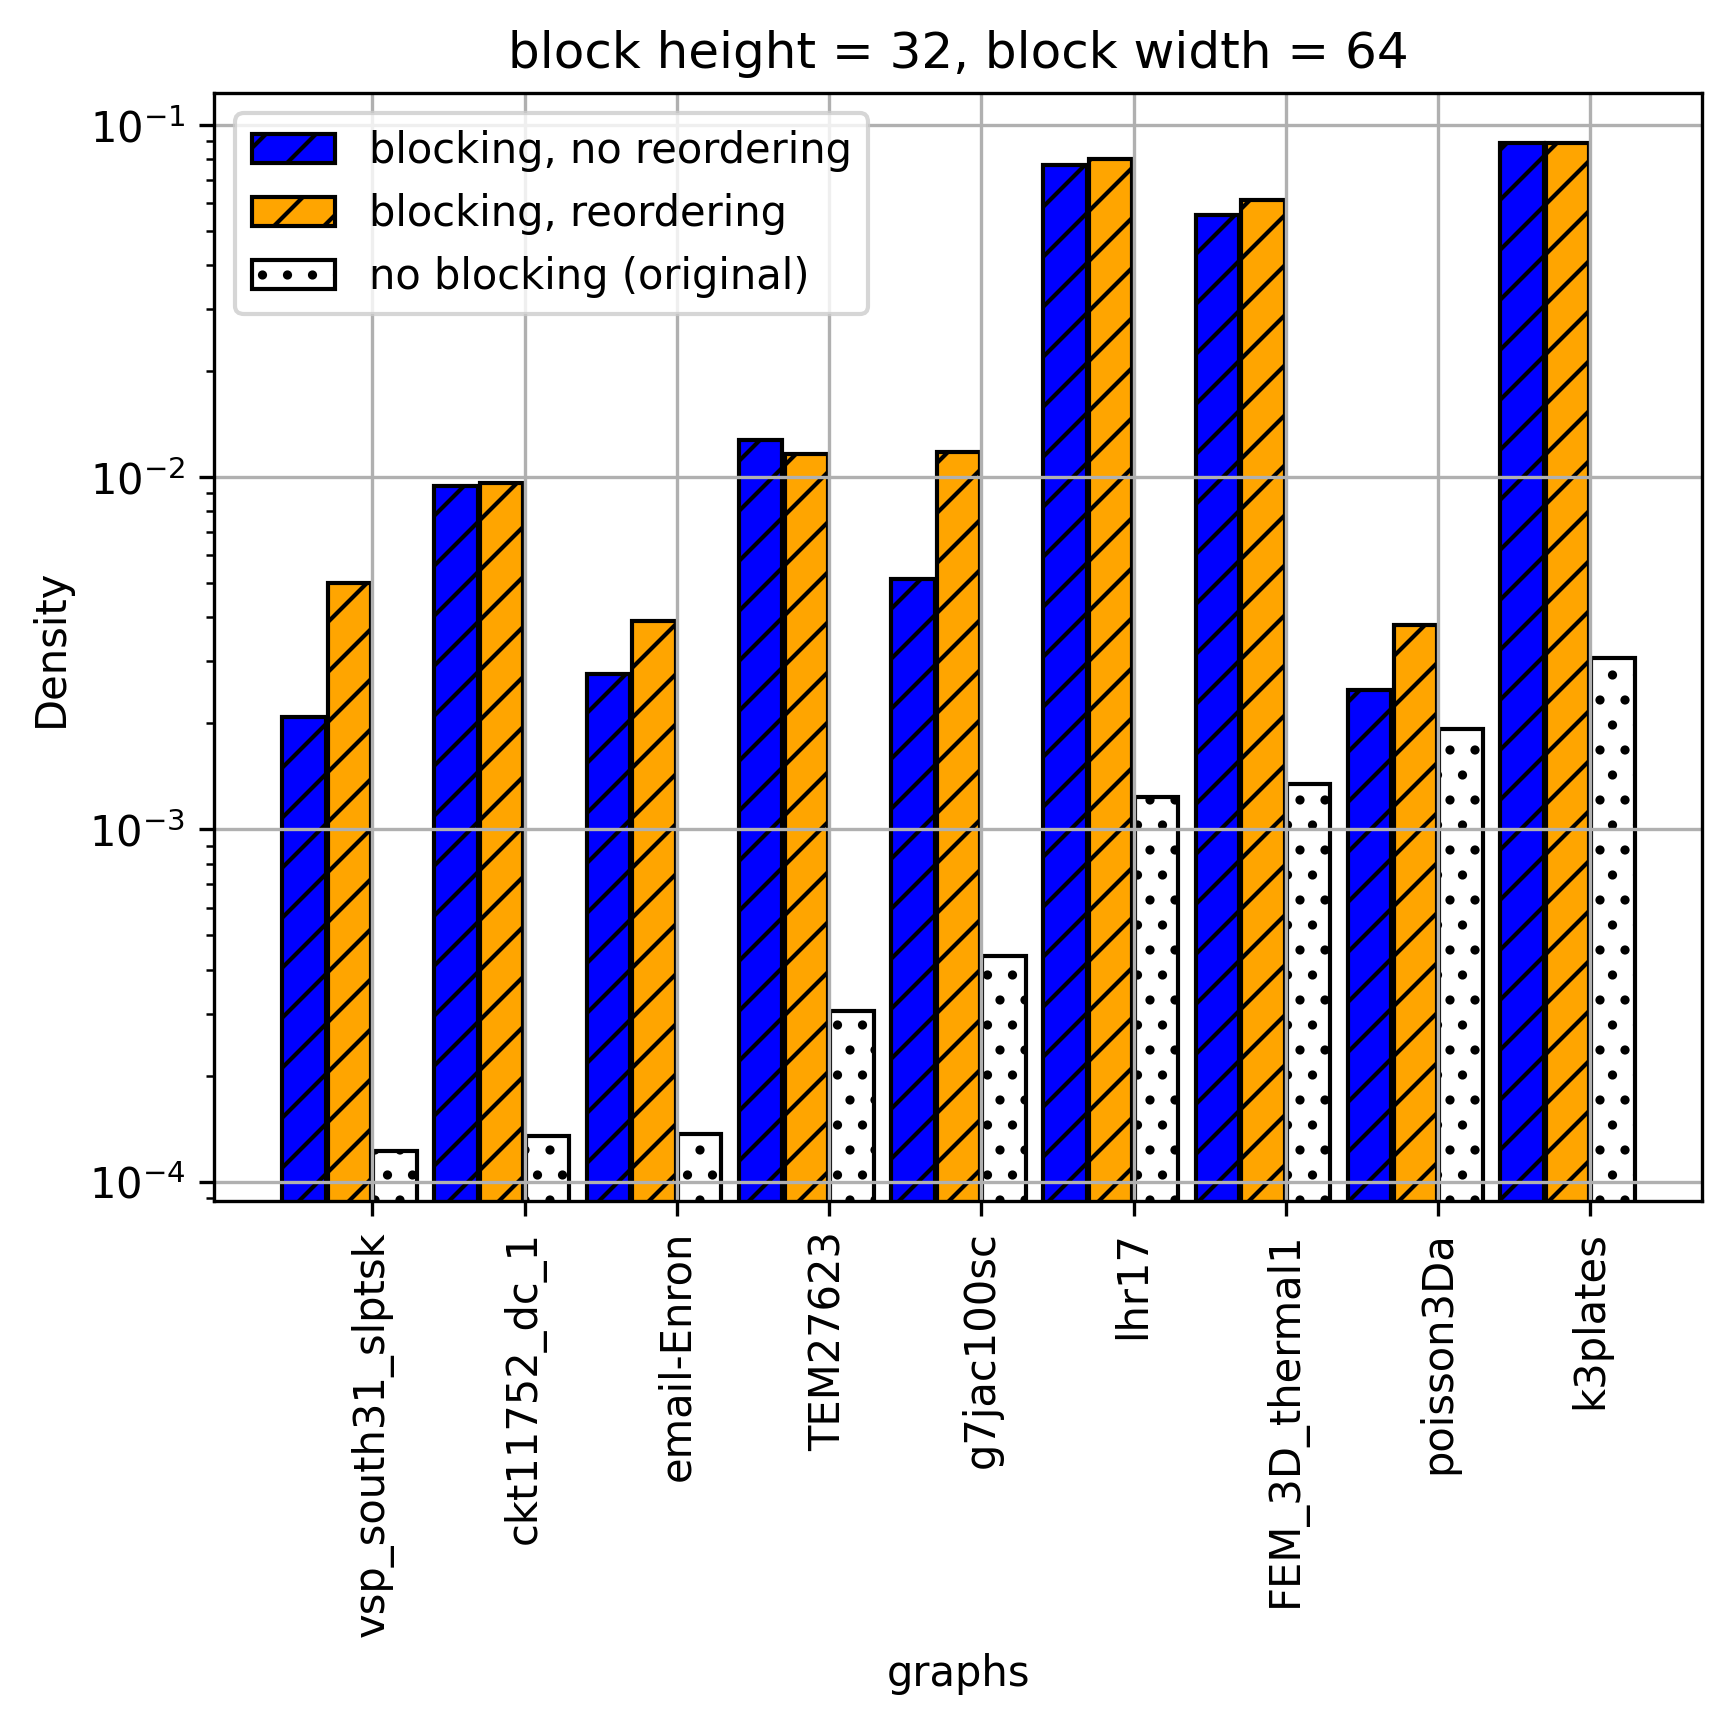 block height = 32, block width = 64
blocking, no reordering
blocking, reordering
no blocking (original)
Density
10⁻¹
10⁻²
10⁻³
10⁻⁴
vsp_south31_slptsk
ckt11752_dc_1
email-Enron
TEM27623
g7jac100sc
lhr17
FEM_3D_thermal1
poisson3Da
k3plates
graphs